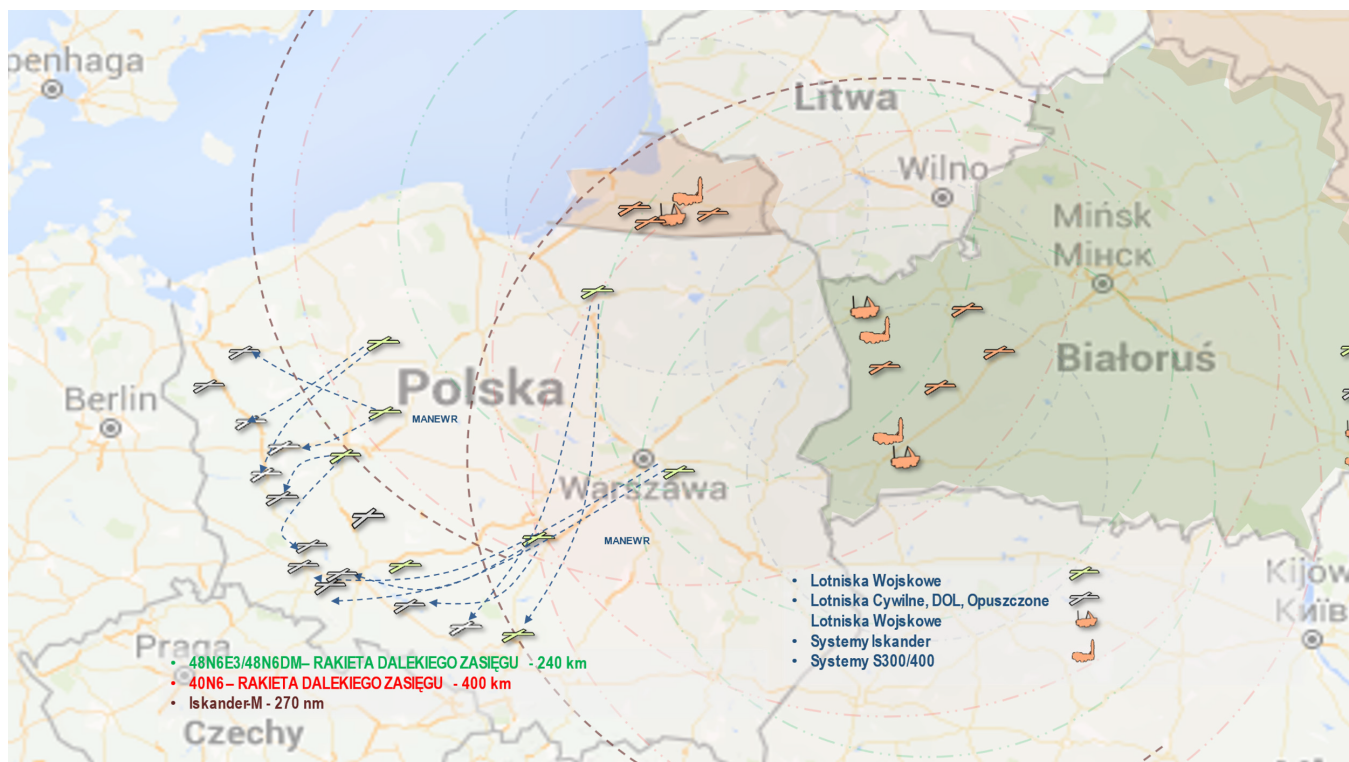 penhaga
Litwa
Wilno
Mińsk
Мінск
Białoruś
Polska
Berlin
MANEWR
Warszawa
MANEWR
• Lotniska Wojskowe
• Lotniska Cywilne, DOL, Opuszczone
Lotniska Wojskowe
• Systemy Iskander
• Systemy S300/400
Kijów
Київ
Praga
• 48N6E3/48N6DM– RAKIETA DALEKIEGO ZASIĘGU - 240 km
• 40N6 – RAKIETA DALEKIEGO ZASIĘGU - 400 km
• Iskander-M - 270 nm
Czechy